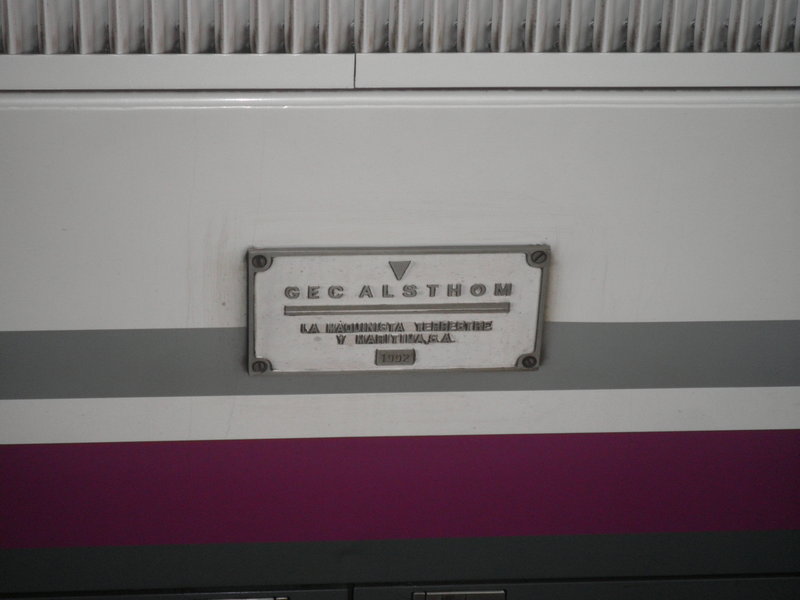 GEC ALSTHOM
LA MAQUINISTA TERRESTRE
Y MARITIMA, S.A.
1992